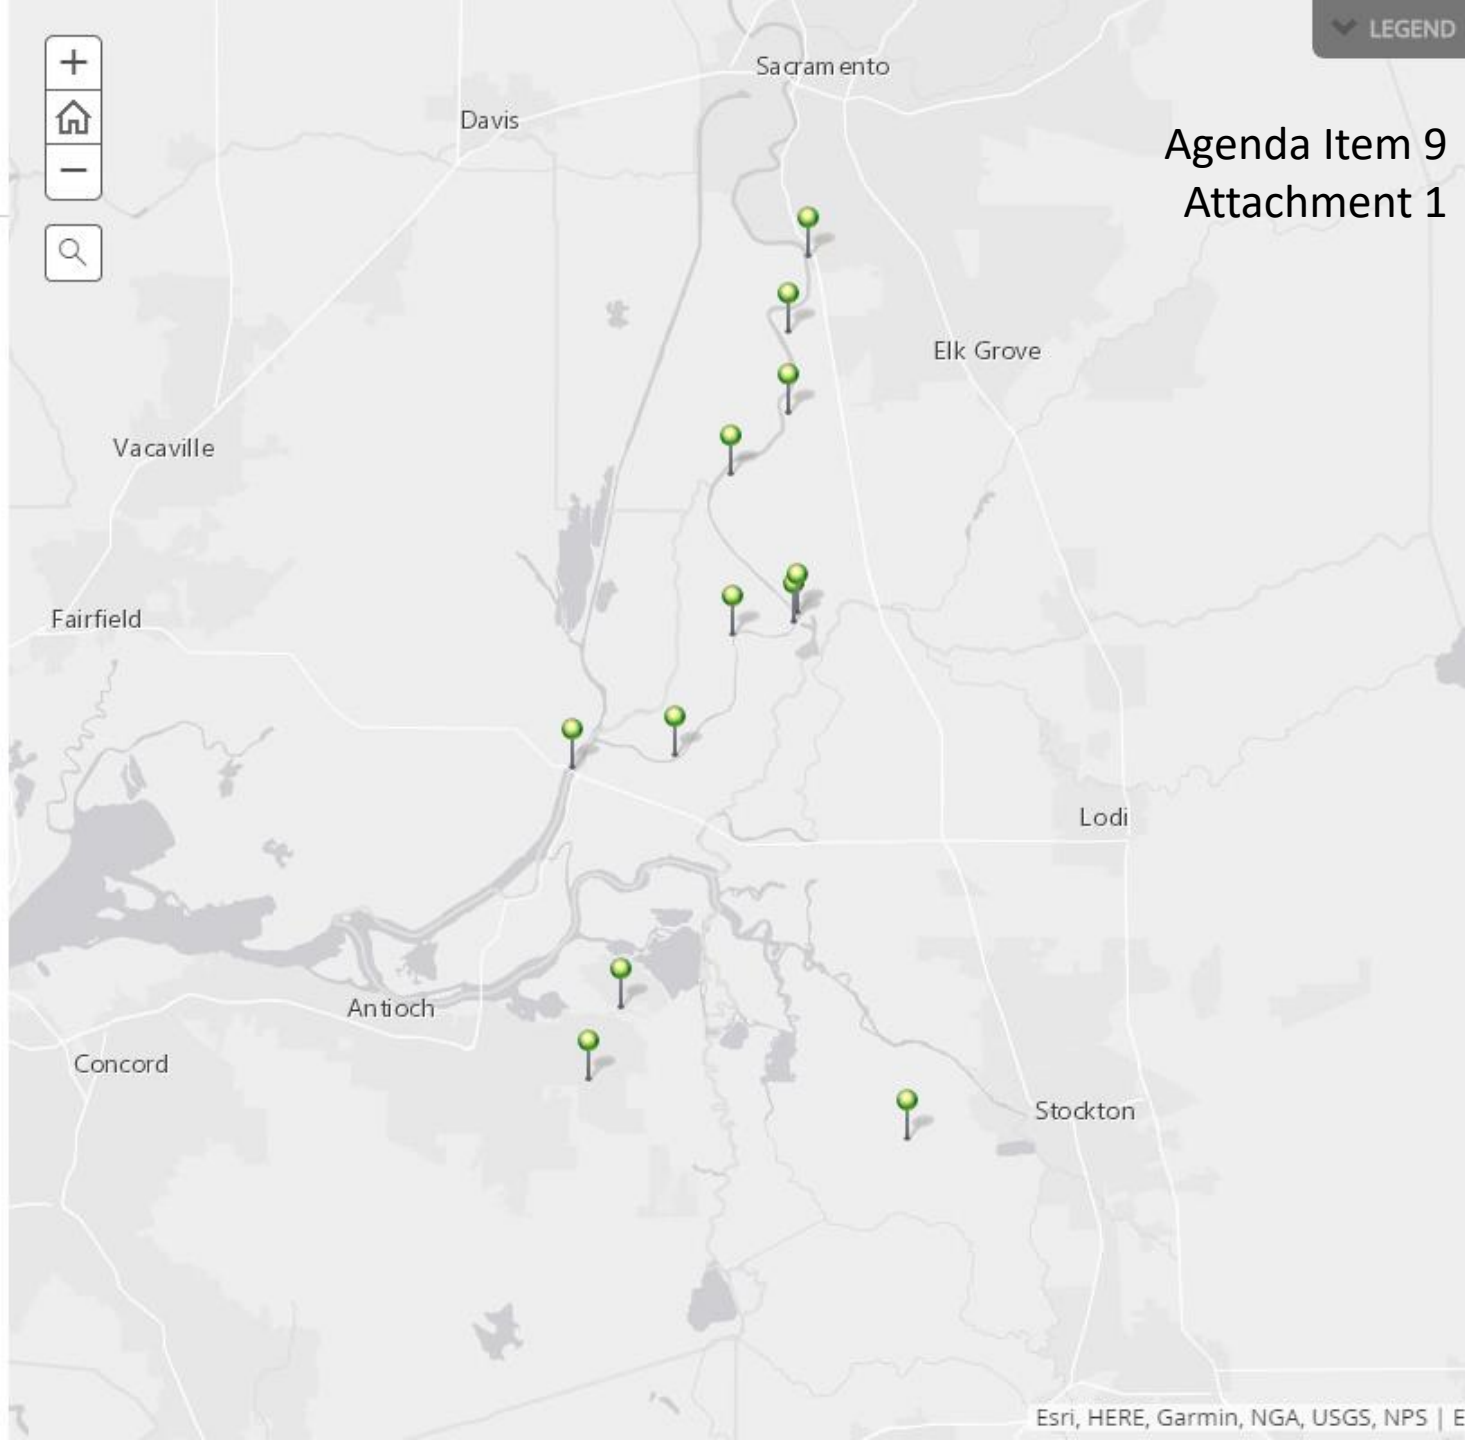 LEGEND
Sacramento
Davis
Agenda Item 9
Attachment 1
Elk Grove
Vacaville
Fairfield
Lodi
Antioch
Concord
Stockton
Esri, HERE, Garmin, NGA, USGS, NPS | E